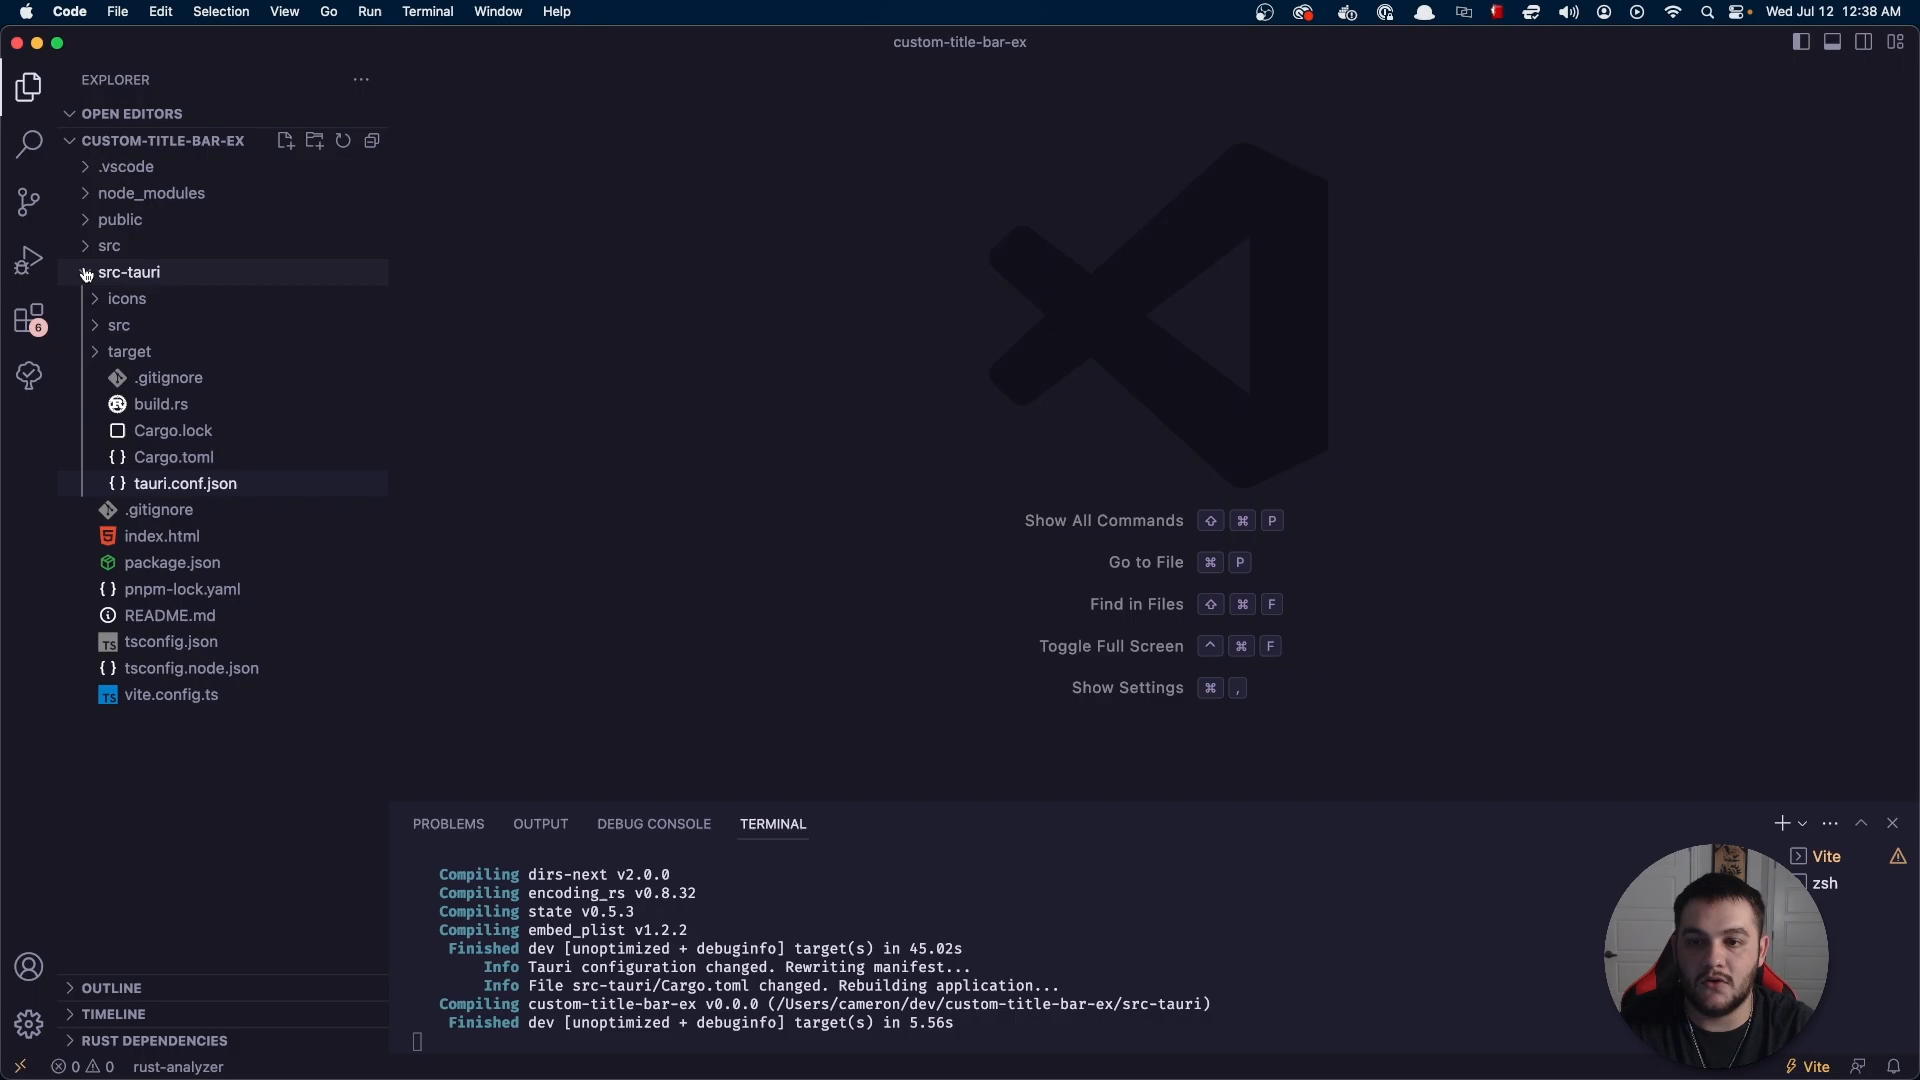 Code File Edit Selection View Go Run Terminal Window Help
Wed Jul 12 12:38 AM
custom-title-bar-ex
EXPLORER
OPEN EDITORS
CUSTOM-TITLE-BAR-EX
.vscode
node_modules
public
src
src-tauri
icons
src
target
.gitignore
build.rs
Cargo.lock
{ } Cargo.toml
{ } tauri.conf.json
.gitignore
index.html
package.json
{ } pnpm-lock.yaml
README.md
TS tsconfig.json
{ } tsconfig.node.json
TS vite.config.ts
6
OUTLINE
TIMELINE
RUST DEPENDENCIES
Show All Commands ⇧ ⌘ P
Go to File ⌘ P
Find in Files ⇧ ⌘ F
Toggle Full Screen ^ ⌘ F
Show Settings ⌘ ,
PROBLEMS OUTPUT DEBUG CONSOLE TERMINAL
Compiling dirs-next v2.0.0
Compiling encoding_rs v0.8.32
Compiling state v0.5.3
Compiling embed_plist v1.2.2
Finished dev [unoptimized + debuginfo] target(s) in 45.02s
Info Tauri configuration changed. Rewriting manifest...
Info File src-tauri/Cargo.toml changed. Rebuilding application...
Compiling custom-title-bar-ex v0.0.0 (/Users/cameron/dev/custom-title-bar-ex/src-tauri)
Finished dev [unoptimized + debuginfo] target(s) in 5.56s
Vite
zsh
0 0 rust-analyzer
Vite